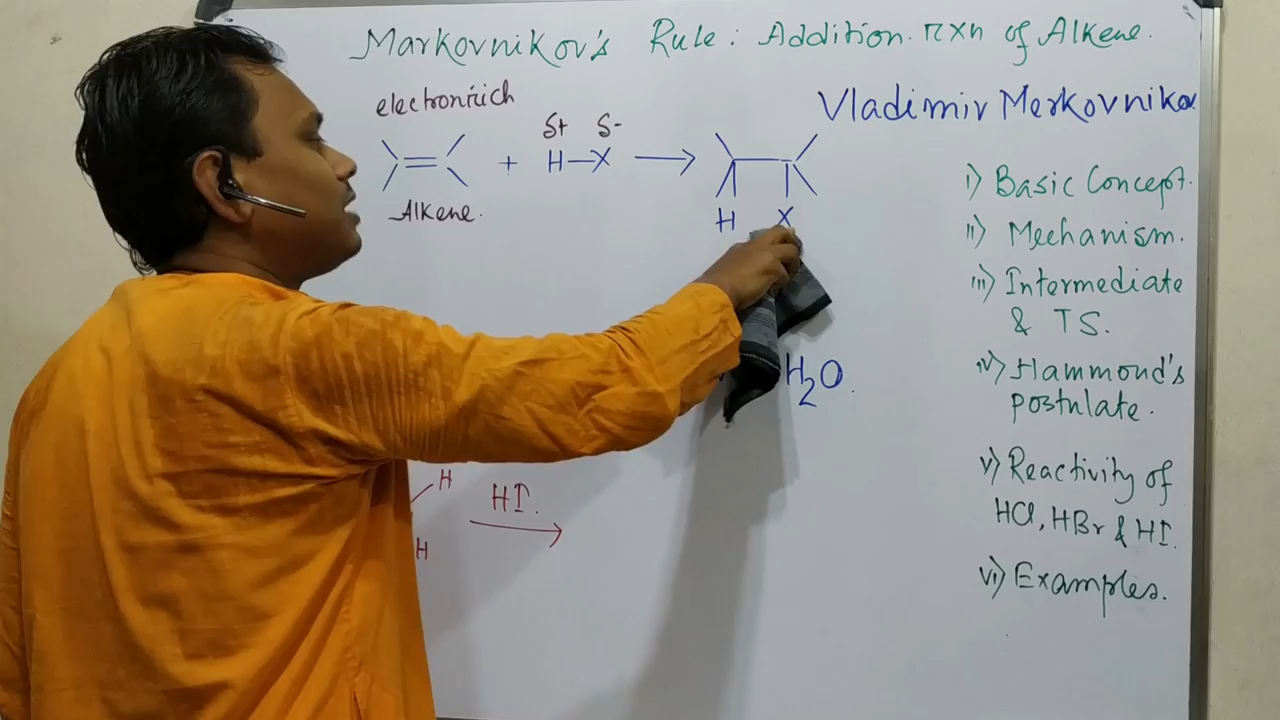 Markovnikov's Rule: Addition rxn of Alkene.
electronrich
δ+ δ-
+ H—X →
Alkene.
H X
H2O.
H
HI.
H
Vladimir Merkovnikov
i) Basic Concept.
ii) Mechanism.
iii) Intermediate
& TS.
iv) Hammond's
postulate.
v) Reactivity of
HCl, HBr & HI.
vi) Examples.